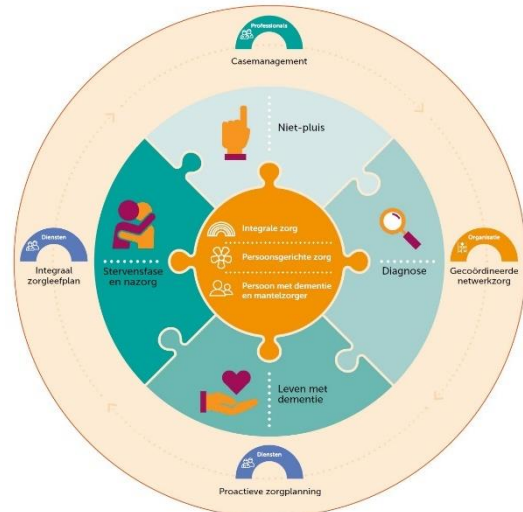 Professionals
Casemanagement
Niet-pluis
Integrale zorg
Persoonsgerichte zorg
Persoon met dementie
en mantelzorger
Diensten
Integraal
zorgleefplan
Stervensfase
en nazorg
Diagnose
Organisatie
Gecoördineerde
netwerkzorg
Leven met
dementie
Diensten
Proactieve zorgplanning